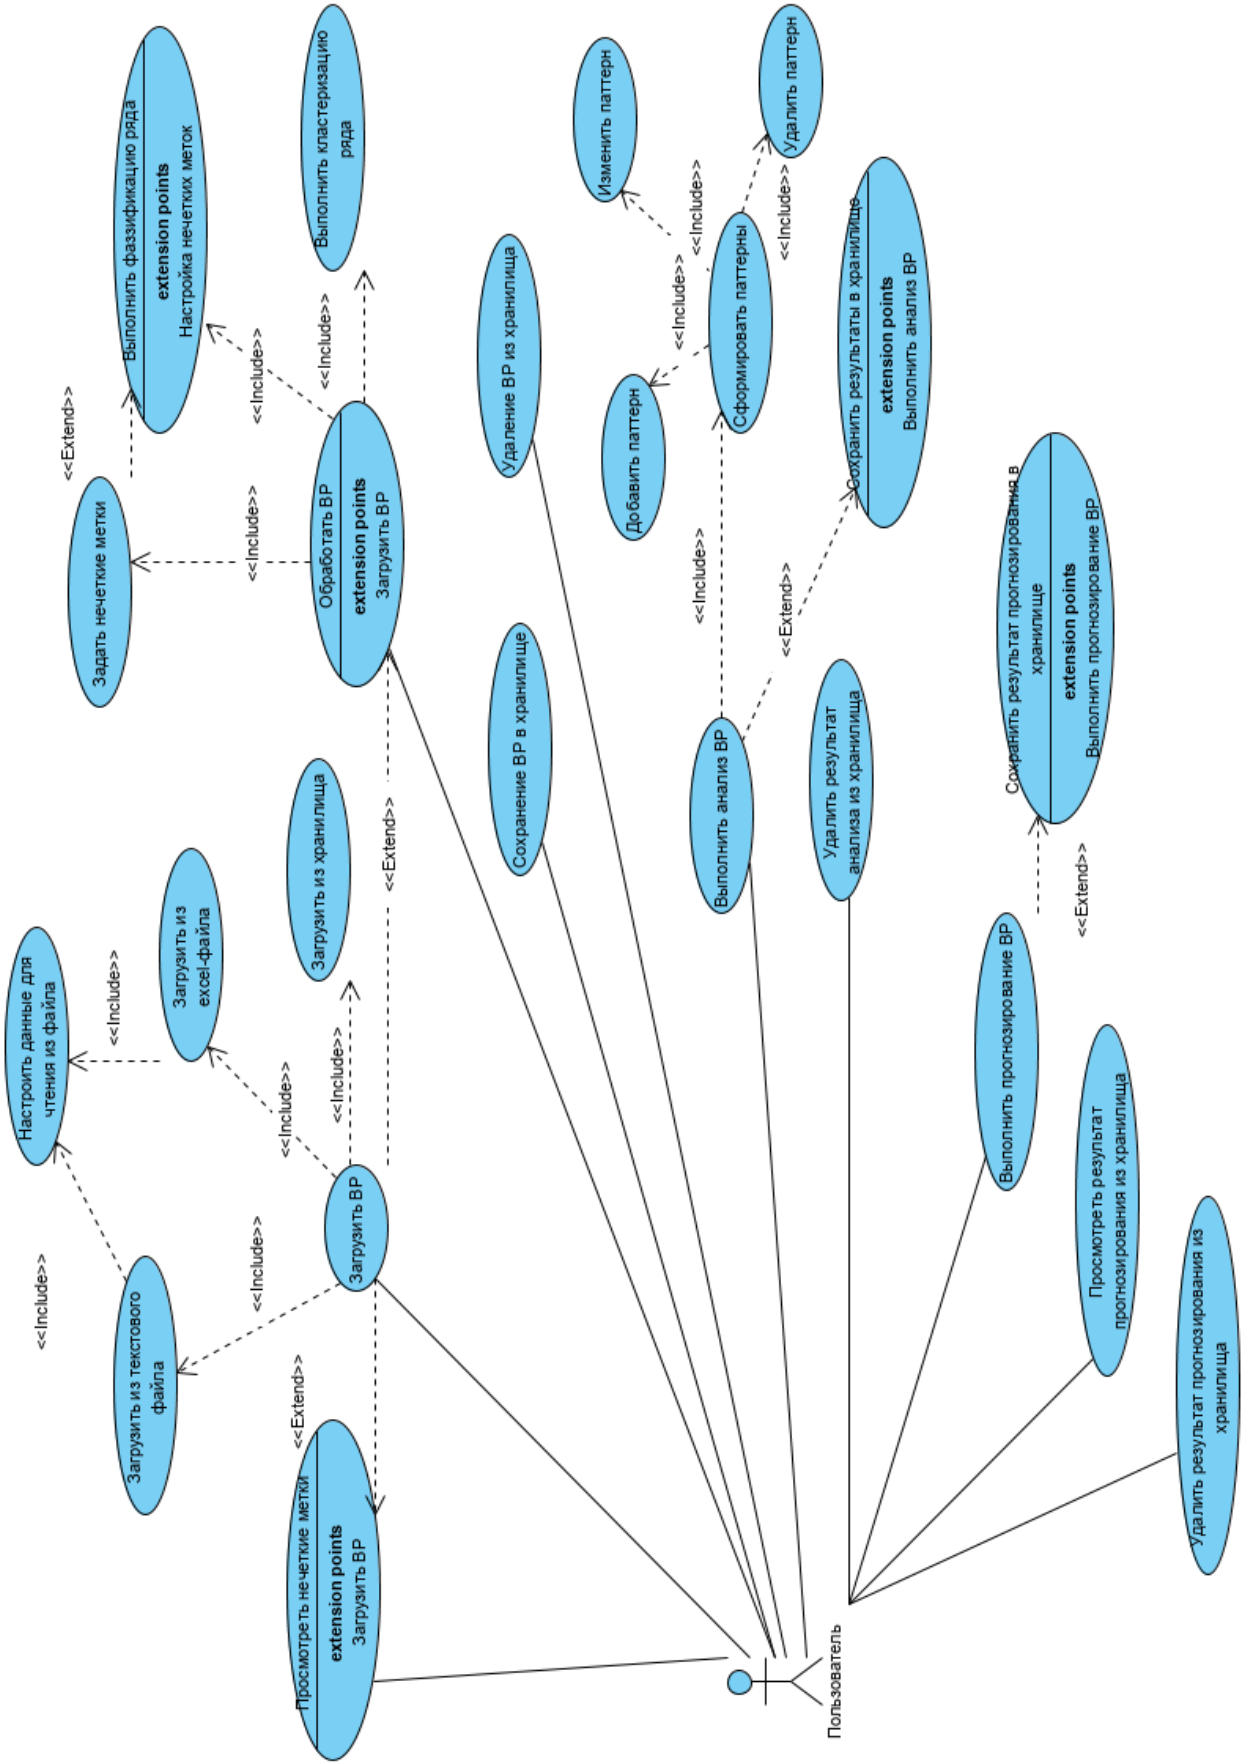 Выполнить фаззификацию ряда
extension points
Настройка нечетких меток
Выполнить кластеризацию
ряда
<<Extend>>
<<Include>>
<<Include>>
Задать нечеткие метки
<<Include>>
Обработать ВР
extension points
Загрузить ВР
Настроить данные для
чтения из файла
<<Include>>
Загрузить из
excel-файла
Загрузить из хранилища
<<Extend>>
<<Include>>
<<Include>>
<<Include>>
Загрузить из текстового
файла
<<Include>>
Загрузить ВР
<<Extend>>
Просмотреть нечеткие метки
extension points
Загрузить ВР
Удаление ВР из хранилища
Сохранение ВР в хранилище
Изменить паттерн
Удалить паттерн
<<Include>>
<<Include>>
<<Include>>
Добавить паттерн
Сформировать паттерны
Сохранить результаты в хранилище
extension points
Выполнить анализ ВР
<<Include>>
<<Extend>>
Выполнить анализ ВР
Удалить результат
анализа из хранилища
Сохранить результат прогнозирования в
хранилище
extension points
Выполнить прогнозирование ВР
<<Extend>>
Выполнить прогнозирование ВР
Просмотреть результат
прогнозирования из хранилища
Удалить результат прогнозирования из
хранилища
Пользователь